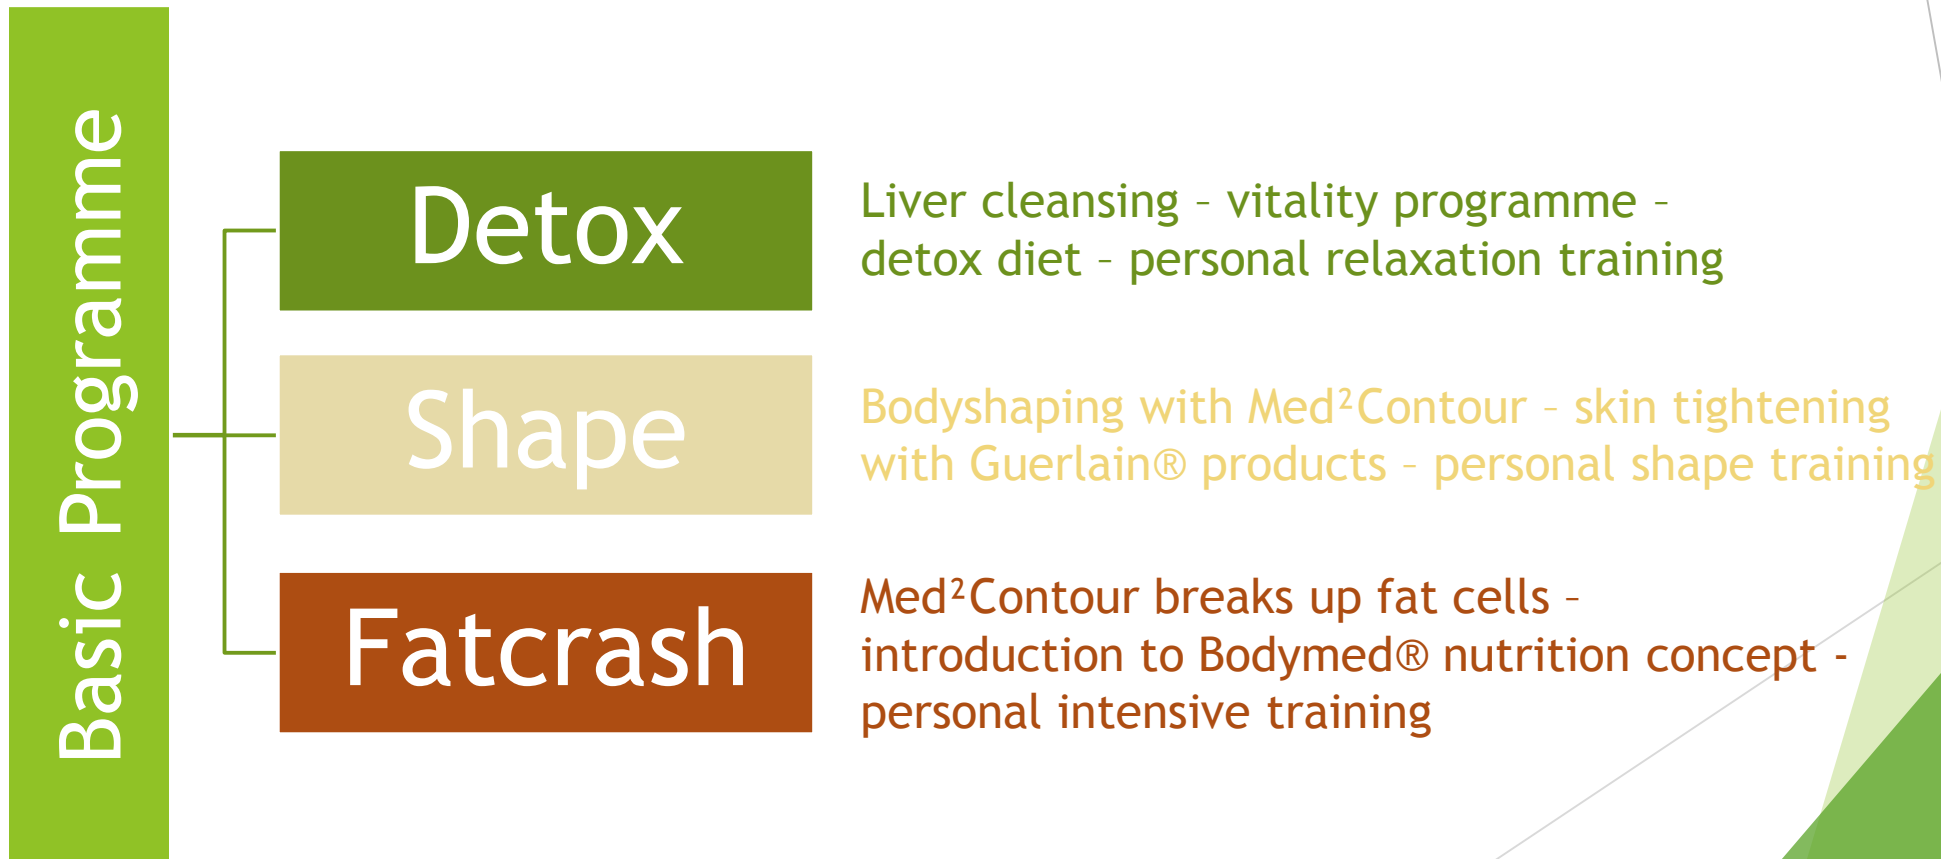 Basic Programme
Detox
Liver cleansing – vitality programme –
detox diet – personal relaxation training
Shape
Bodyshaping with Med²Contour – skin tightening
with Guerlain® products – personal shape training
Fatcrash
Med²Contour breaks up fat cells –
introduction to Bodymed® nutrition concept -
personal intensive training